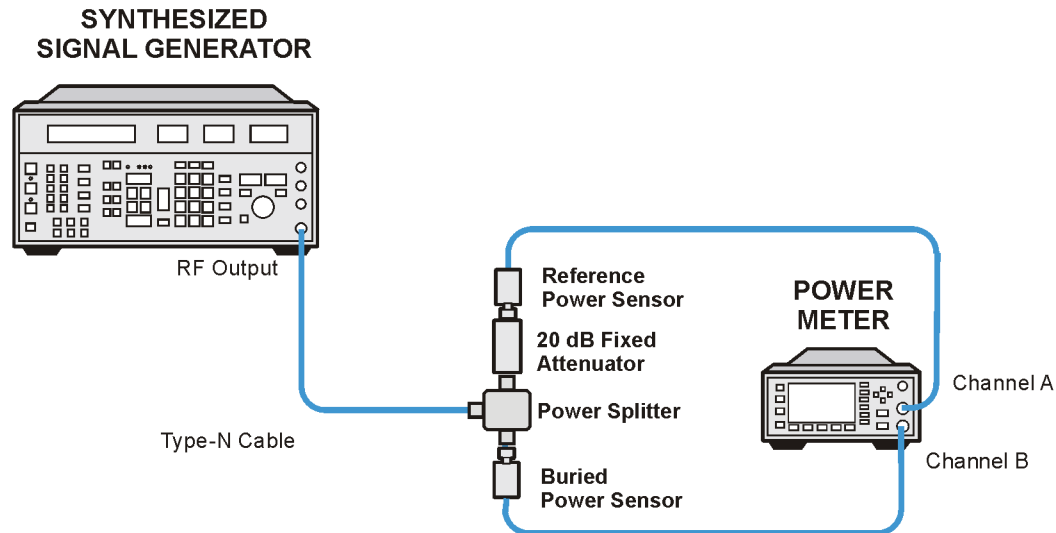 SYNTHESIZED
SIGNAL GENERATOR
RF Output
Type-N Cable
Reference
Power Sensor
20 dB Fixed
Attenuator
Power Splitter
Buried
Power Sensor
POWER
METER
Channel A
Channel B